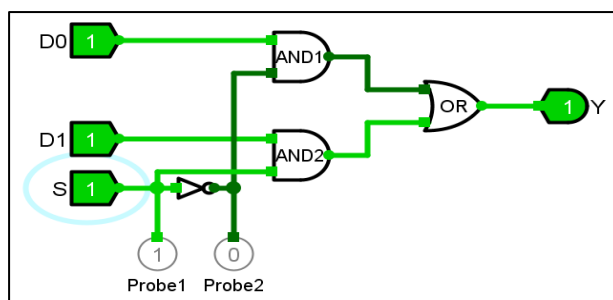 D0 1
AND1
OR
1 Y
D1 1
AND2
S 1
1 0
Probe1 Probe2